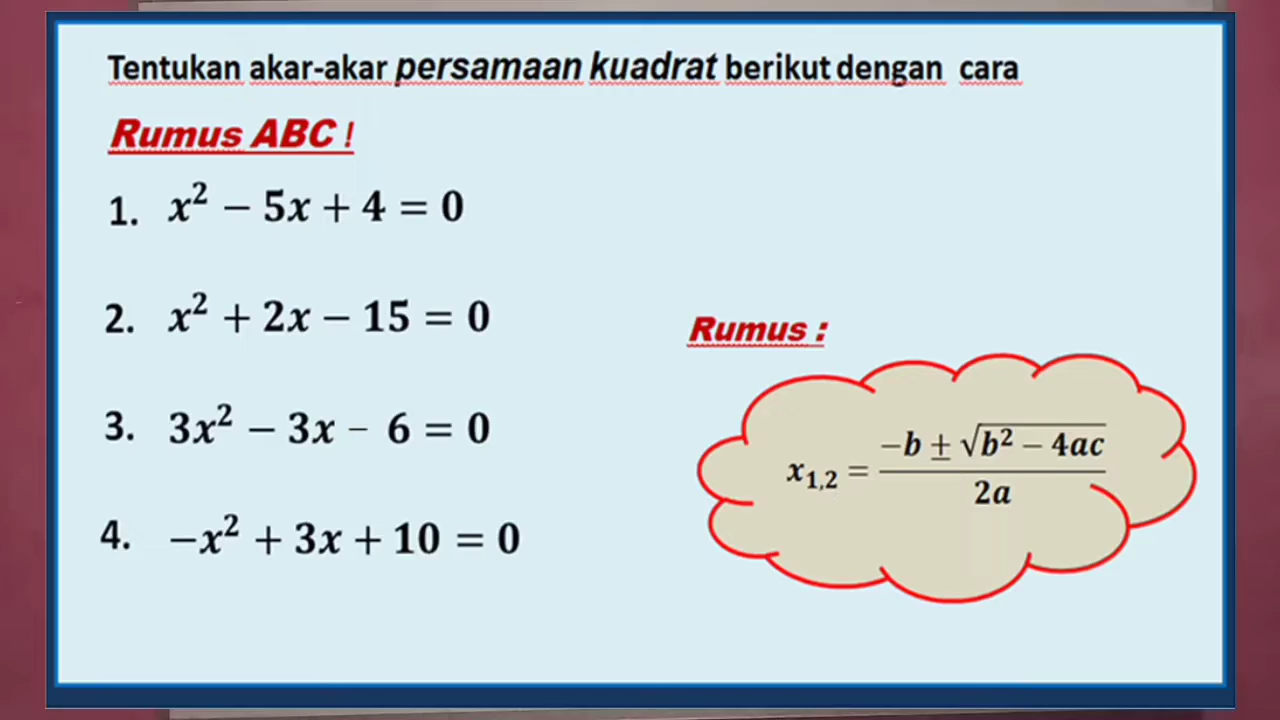 Tentukan akar-akar persamaan kuadrat berikut dengan cara
Rumus ABC !
1. x² − 5x + 4 = 0
2. x² + 2x − 15 = 0
3. 3x² − 3x − 6 = 0
4. −x² + 3x + 10 = 0
Rumus :
x₁,₂ = (−b ± √(b² − 4ac)) / 2a